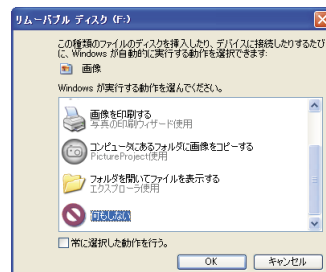 リムーバブル ディスク (F:)
この種類のファイルのディスクを挿入したり、デバイスに接続したりするたび
に、Windows が自動的に実行する動作を選択できます:
画像
Windows が実行する動作を選んでください。
画像を印刷する
写真の印刷ウィザード使用
コンピュータにあるフォルダに画像をコピーする
PictureProject使用
フォルダを開いてファイルを表示する
エクスプローラ使用
何もしない
常に選択した動作を行う。
OK
キャンセル